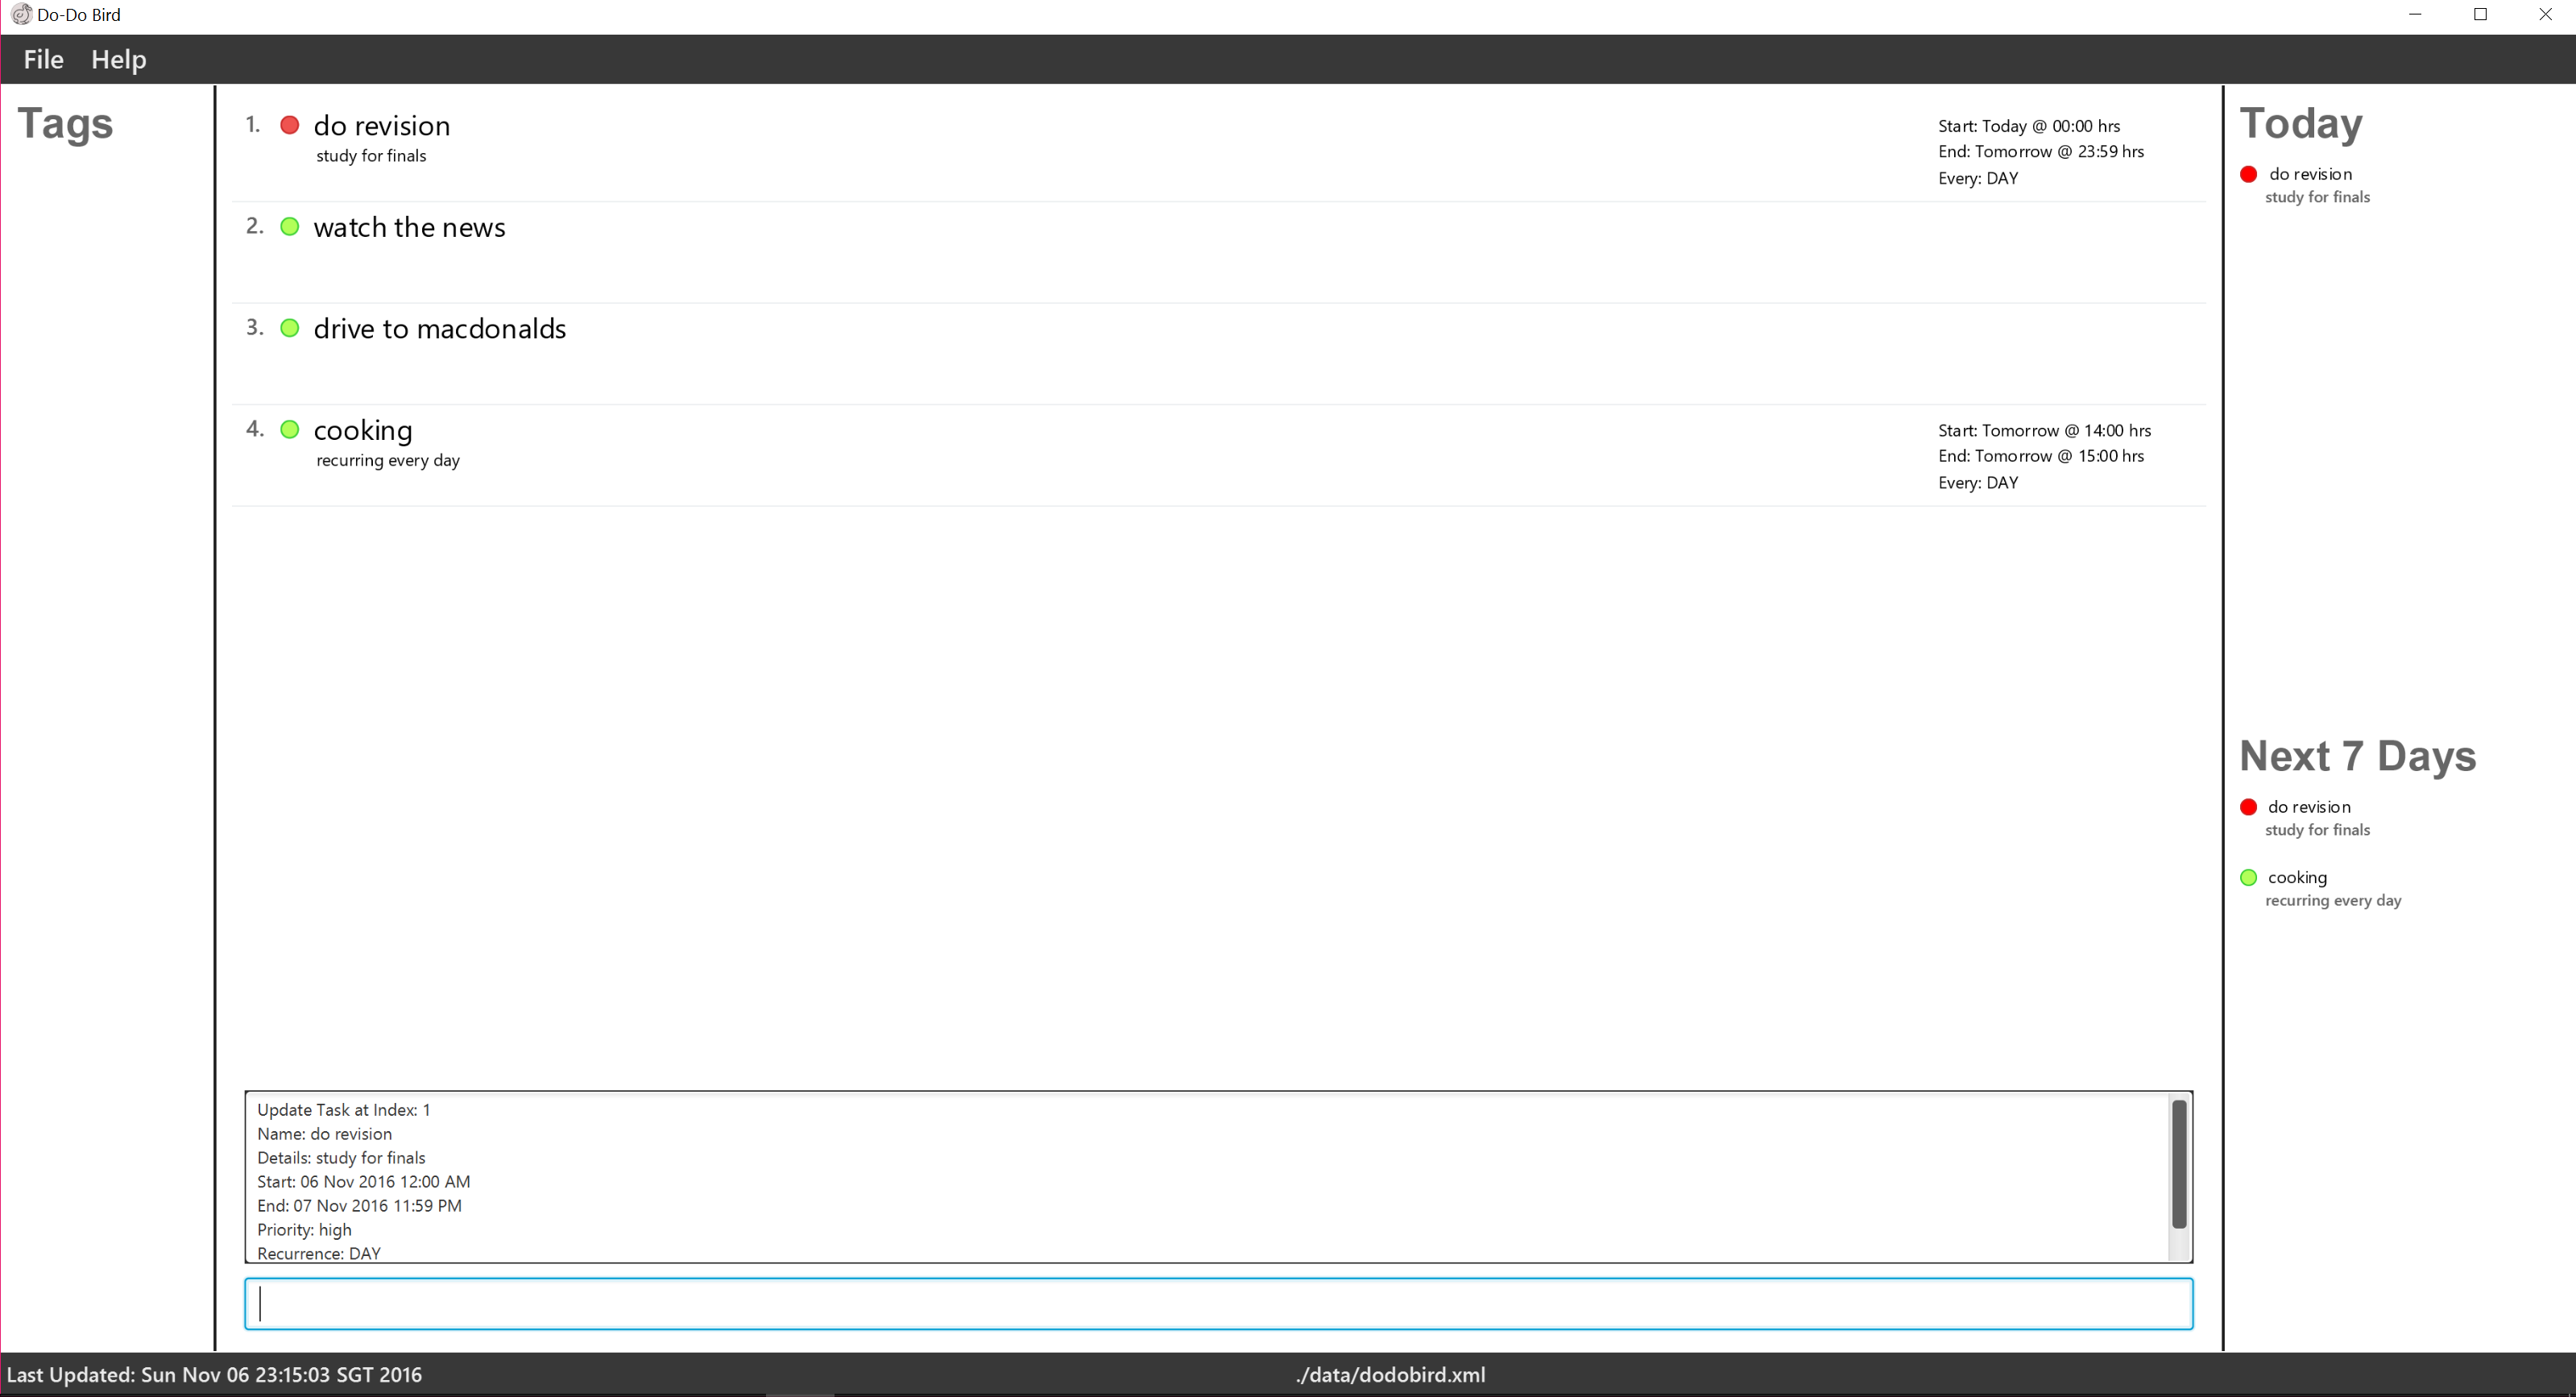 Do-Do Bird
File Help
Tags
1. do revision
study for finals
Start: Today @ 00:00 hrs
End: Tomorrow @ 23:59 hrs
Every: DAY
2. watch the news
3. drive to macdonalds
4. cooking
recurring every day
Start: Tomorrow @ 14:00 hrs
End: Tomorrow @ 15:00 hrs
Every: DAY
Update Task at Index: 1
Name: do revision
Details: study for finals
Start: 06 Nov 2016 12:00 AM
End: 07 Nov 2016 11:59 PM
Priority: high
Recurrence: DAY
Today
do revision
study for finals
Next 7 Days
do revision
study for finals
cooking
recurring every day
Last Updated: Sun Nov 06 23:15:03 SGT 2016
./data/dodobird.xml